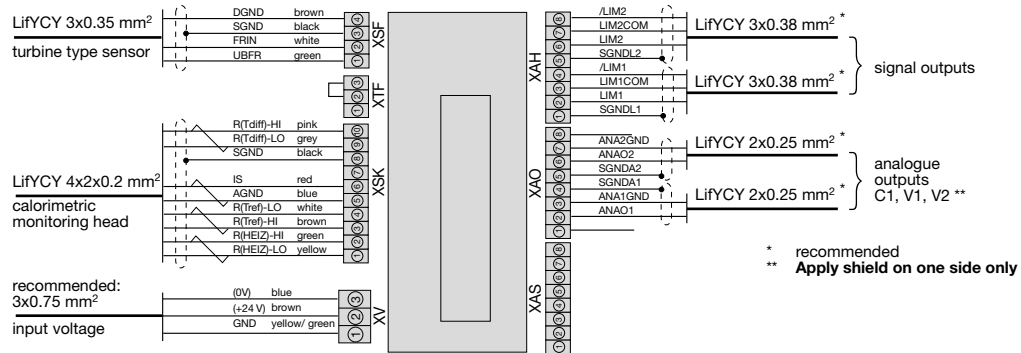 LifYCY 3x0.35 mm²
turbine type sensor
DGND brown
SGND black
FRIN white
UBFR green
4
3
2
1
XSF
3
2
1
XTF
LifYCY 4x2x0.2 mm²
calorimetric
monitoring head
R(Tdiff)-HI pink
R(Tdiff)-LO grey
SGND black
IS red
AGND blue
R(Tref)-LO white
R(Tref)-HI brown
R(HEIZ)-HI green
R(HEIZ)-LO yellow
10
9
8
7
6
5
4
3
2
1
XSK
recommended:
3x0.75 mm²
input voltage
(0V) blue
(+24 V) brown
GND yellow/ green
3
2
1
XV
XAH
8
7
6
5
4
3
2
1
/LIM2
LIM2COM
LIM2
SGNDL2
/LIM1
LIM1COM
LIM1
SGNDL1
LifYCY 3x0.38 mm² *
LifYCY 3x0.38 mm² *
signal outputs
XAO
8
7
6
5
4
3
2
1
ANA2GND
ANAO2
SGNDA2
SGNDA1
ANA1GND
ANAO1
LifYCY 2x0.25 mm² *
LifYCY 2x0.25 mm² *
analogue
outputs
C1, V1, V2 **
XAS
8
7
6
5
4
3
2
1
* recommended
** Apply shield on one side only